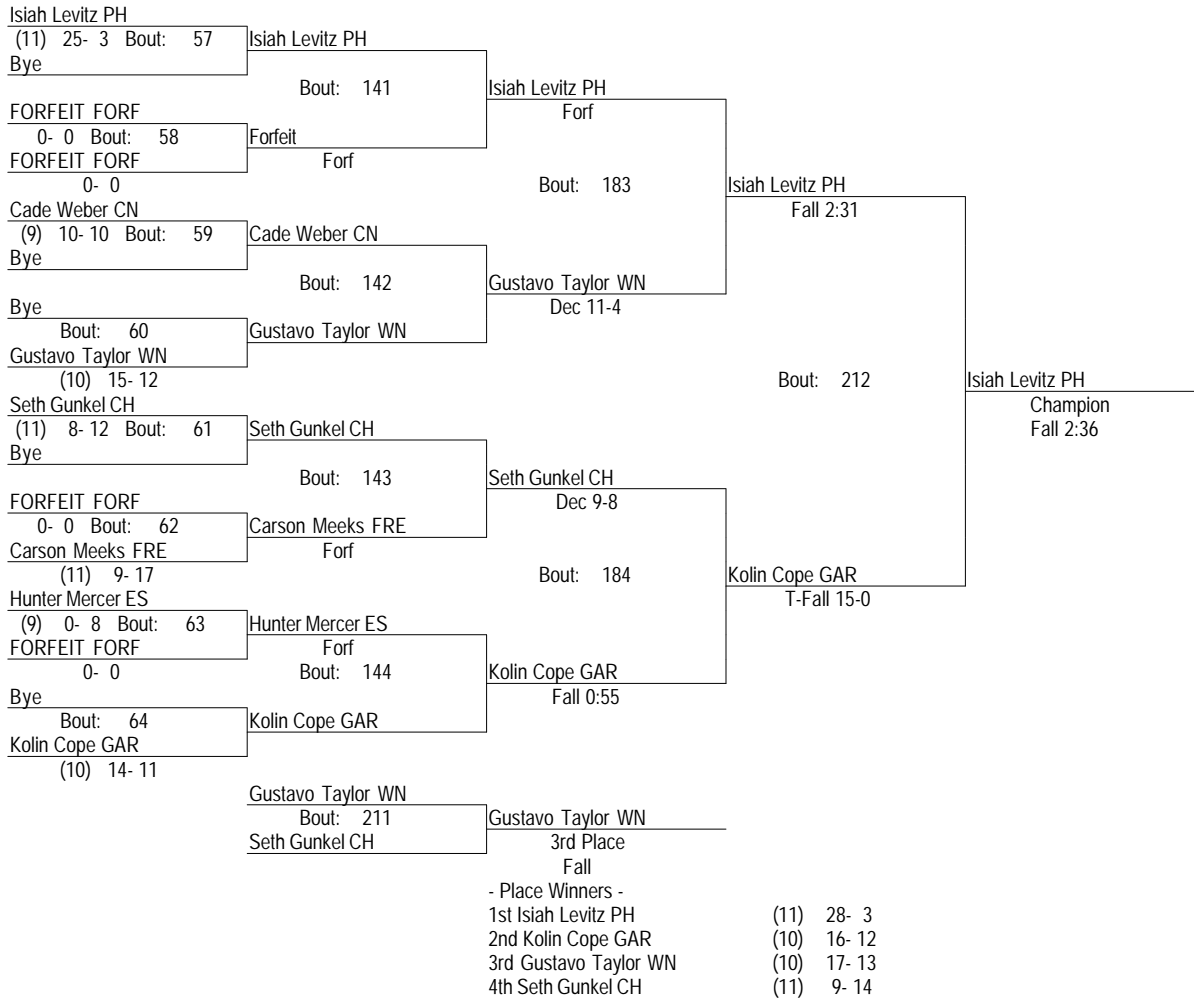 Isiah Levitz PH
(11) 25- 3 Bout: 57 Isiah Levitz PH
Bye
Bout: 141 Isiah Levitz PH
FORFEIT FORF Forf
0- 0 Bout: 58 Forfeit
FORFEIT FORF Forf
0- 0 Bout: 183 Isiah Levitz PH
Cade Weber CN Fall 2:31
(9) 10- 10 Bout: 59 Cade Weber CN
Bye
Bout: 142 Gustavo Taylor WN
Bye Dec 11-4
Bout: 60 Gustavo Taylor WN
Gustavo Taylor WN
(10) 15- 12 Bout: 212 Isiah Levitz PH
Seth Gunkel CH Champion
(11) 8- 12 Bout: 61 Seth Gunkel CH Fall 2:36
Bye
Bout: 143 Seth Gunkel CH
FORFEIT FORF Dec 9-8
0- 0 Bout: 62 Carson Meeks FRE
Carson Meeks FRE Forf
(11) 9- 17 Bout: 184 Kolin Cope GAR
Hunter Mercer ES T-Fall 15-0
(9) 0- 8 Bout: 63 Hunter Mercer ES
FORFEIT FORF Forf
0- 0 Bout: 144 Kolin Cope GAR
Bye Fall 0:55
Bout: 64 Kolin Cope GAR
Kolin Cope GAR
(10) 14- 11
Gustavo Taylor WN
Bout: 211 Gustavo Taylor WN
Seth Gunkel CH 3rd Place
Fall
- Place Winners -
1st Isiah Levitz PH (11) 28- 3
2nd Kolin Cope GAR (10) 16- 12
3rd Gustavo Taylor WN (10) 17- 13
4th Seth Gunkel CH (11) 9- 14